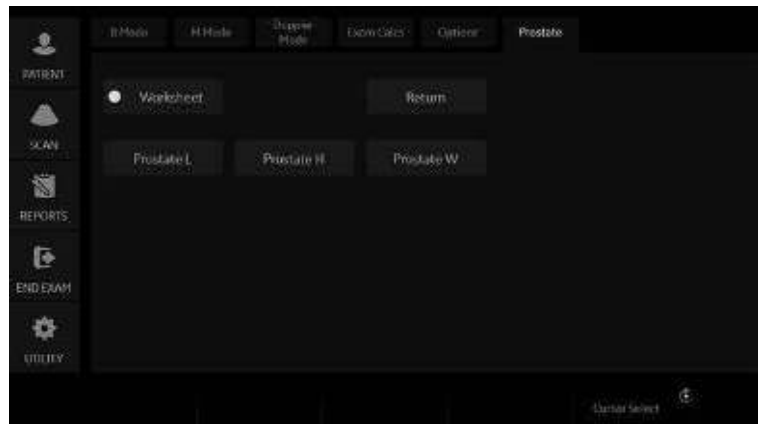 B Mode
M Mode
Doppler
Mode
Exam Calcs
Options
Prostate
PATIENT
Worksheet
Return
SCAN
Prostate L
Prostate H
Prostate W
REPORTS
END EXAM
UTILITY
Cursor Select